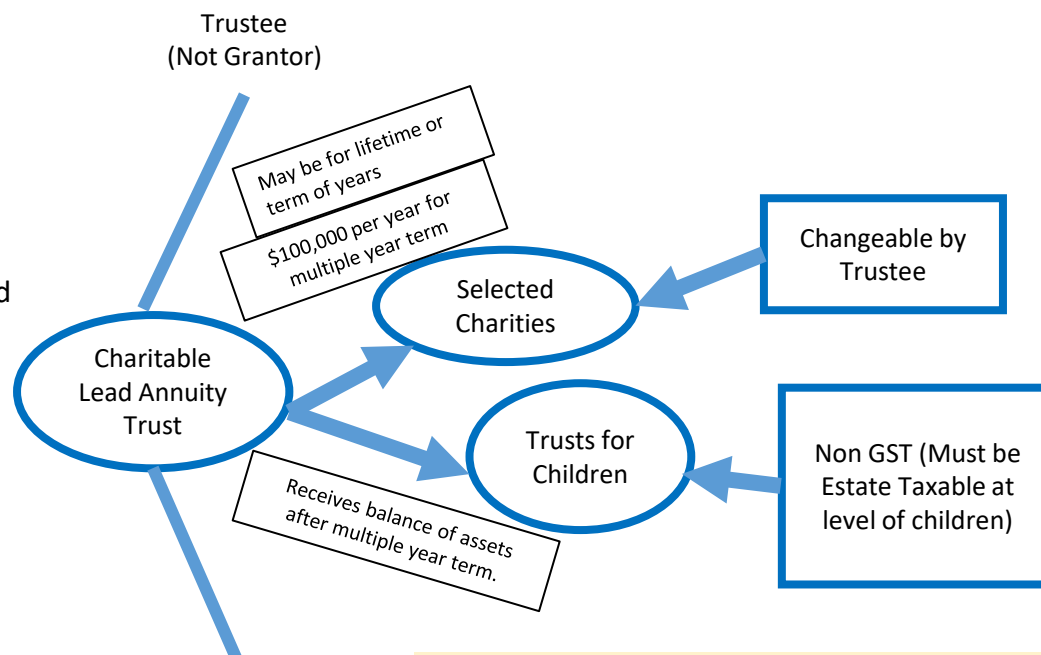 Trustee
(Not Grantor)
May be for lifetime or
term of years
$100,000 per year for
multiple year term
Changeable by
Trustee
Selected
Charities
d
Charitable
Lead Annuity
Trust
Trusts for
Children
Non GST (Must be
Estate Taxable at
level of children)
Receives balance of assets
after multiple year term.